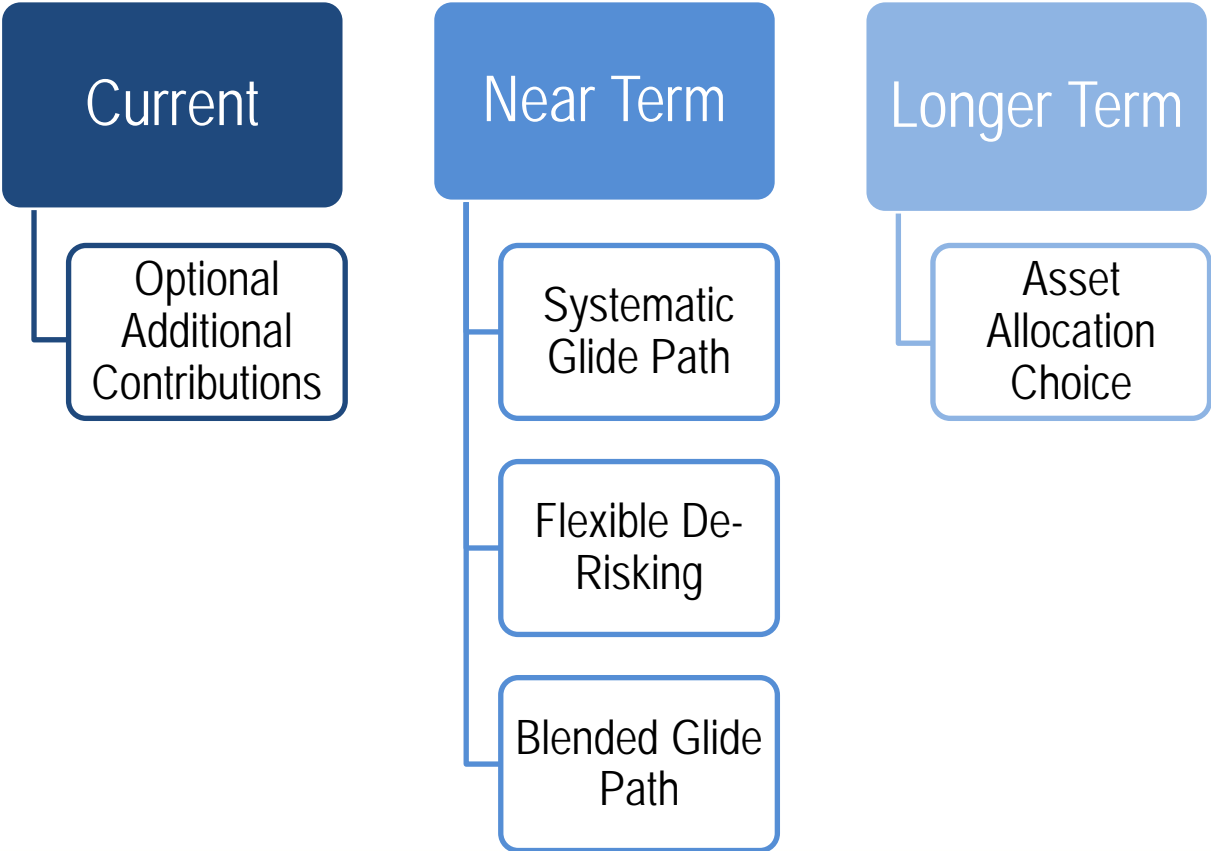 Current
Optional
Additional
Contributions
Near Term
Systematic
Glide Path
Flexible De-
Risking
Blended Glide
Path
Longer Term
Asset
Allocation
Choice